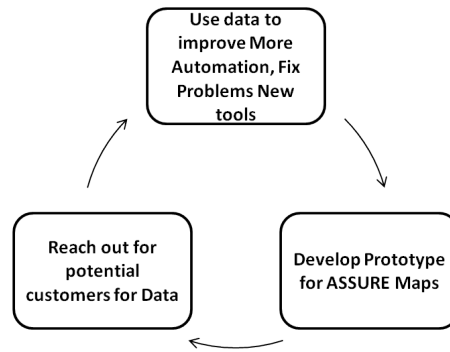 Use data to
improve More
Automation, Fix
Problems New
tools
Reach out for
potential
customers for Data
Develop Prototype
for ASSURE Maps